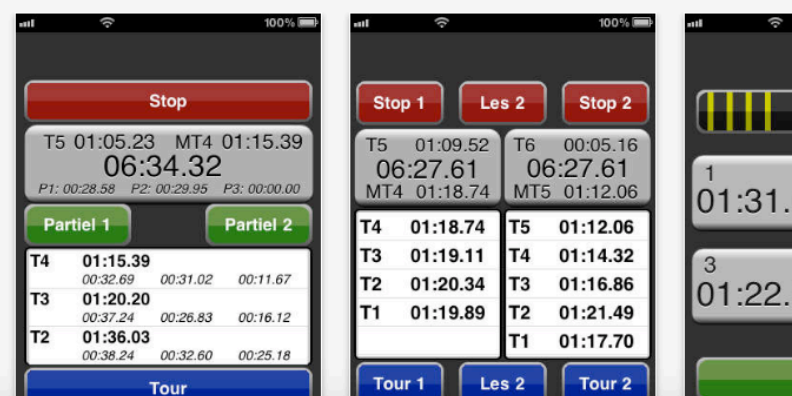 100%
Stop
T5 01:05.23 MT4 01:15.39
06:34.32
P1: 00:28.58 P2: 00:29.95 P3: 00:00.00
Partiel 1 Partiel 2
T4 01:15.39
00:32.69 00:31.02 00:11.67
T3 01:20.20
00:37.24 00:26.83 00:16.12
T2 01:36.03
00:38.24 00:32.60 00:25.18
Tour
100%
Stop 1 Les 2 Stop 2
T5 01:09.52
06:27.61
MT4 01:18.74
T6 00:05.16
06:27.61
MT5 01:12.06
T4 01:18.74
T3 01:19.11
T2 01:20.34
T1 01:19.89
T5 01:12.06
T4 01:14.32
T3 01:16.86
T2 01:21.49
T1 01:17.70
Tour 1 Les 2 Tour 2
1
01:31.
3
01:22.